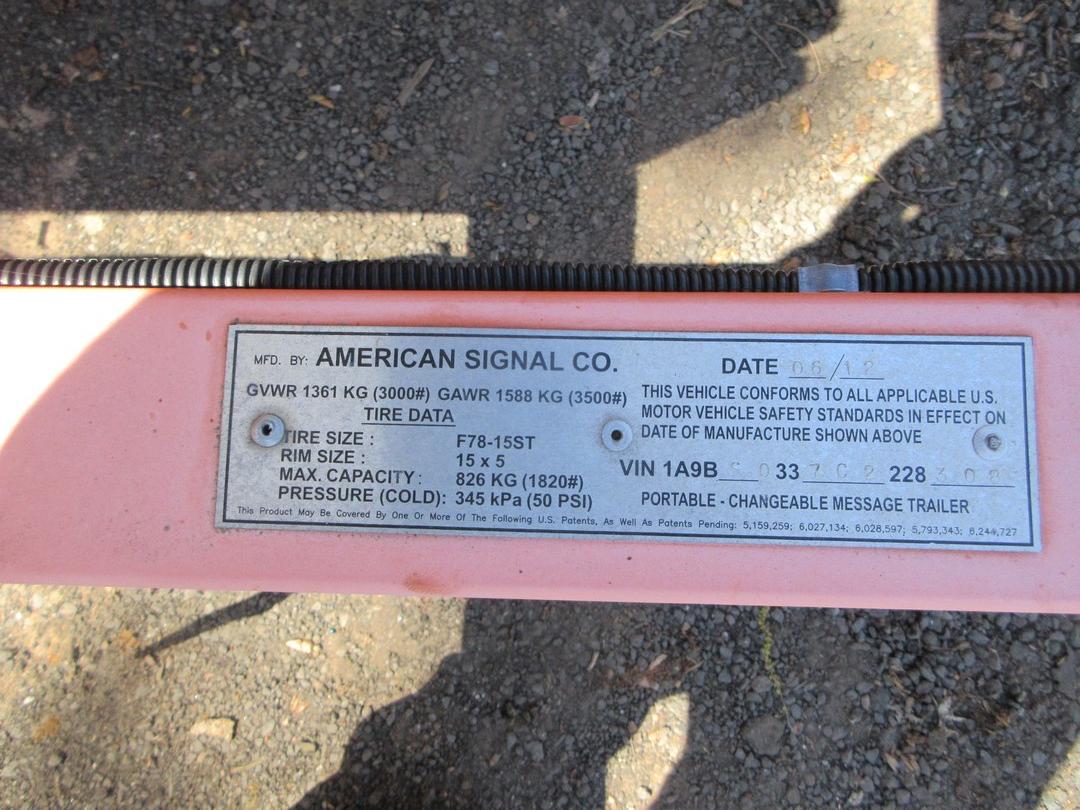 MFD. BY: AMERICAN SIGNAL CO.
DATE 06/12
GVWR 1361 KG (3000#) GAWR 1588 KG (3500#)
TIRE DATA
TIRE SIZE : F78-15ST
RIM SIZE : 15 x 5
MAX. CAPACITY : 826 KG (1820#)
PRESSURE (COLD): 345 kPa (50 PSI)
THIS VEHICLE CONFORMS TO ALL APPLICABLE U.S.
MOTOR VEHICLE SAFETY STANDARDS IN EFFECT ON
DATE OF MANUFACTURE SHOWN ABOVE
VIN 1A9B 33 228
PORTABLE - CHANGEABLE MESSAGE TRAILER
This Product May Be Covered By One Or More Of The Following U.S. Patents, As Well As Patents Pending: 5,159,259; 6,027,134; 6,028,597; 5,793,343; 6,244,727